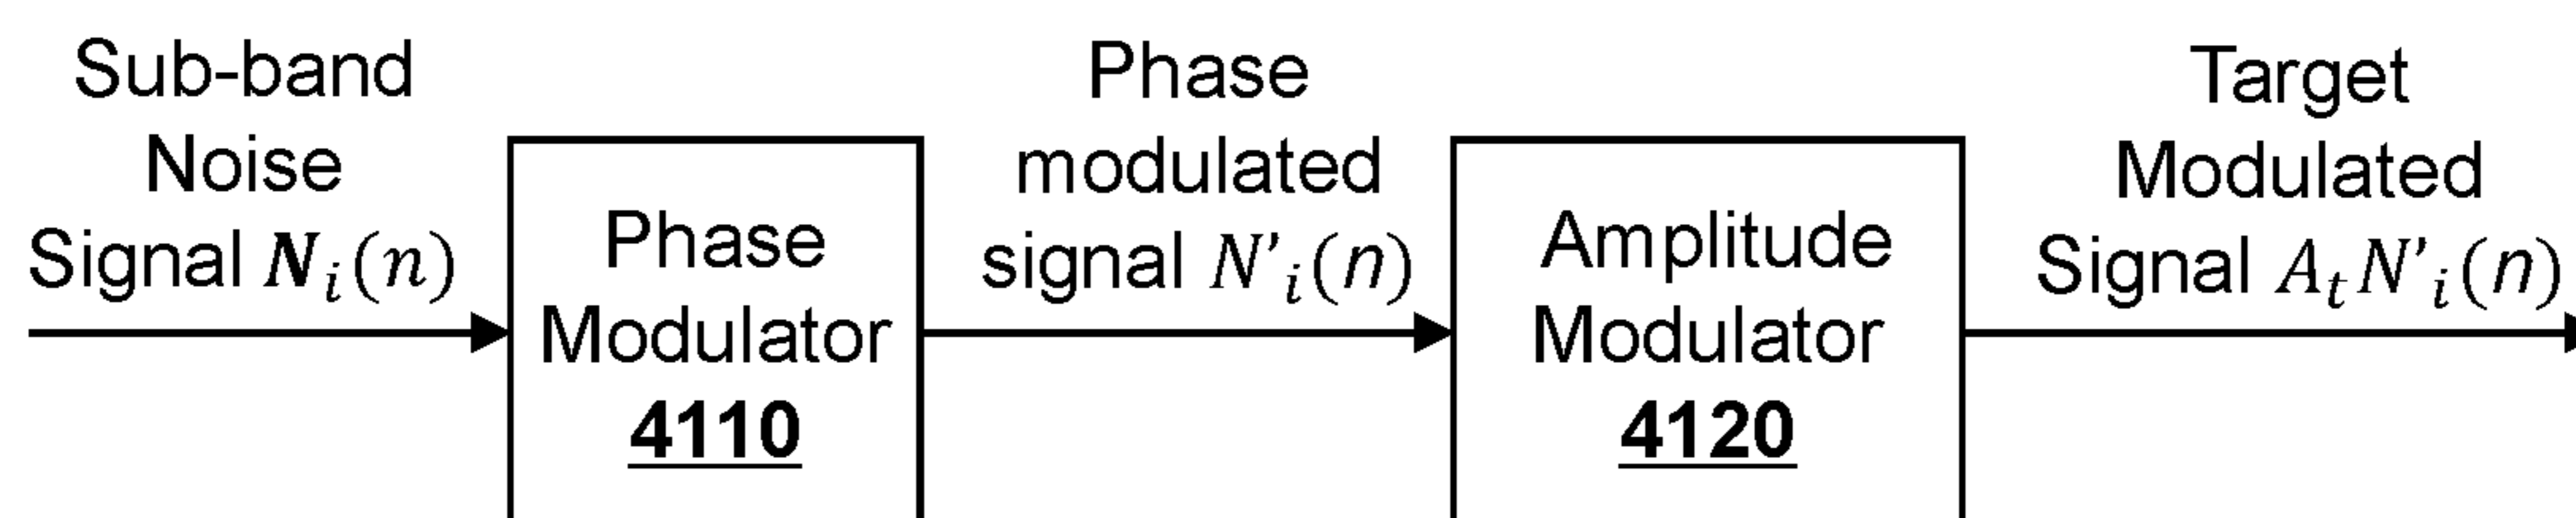 Sub-band
Noise
Signal N_i(n)
Phase
Modulator
4110
Phase
modulated
signal N'_i(n)
Amplitude
Modulator
4120
Target
Modulated
Signal A_tN'_i(n)